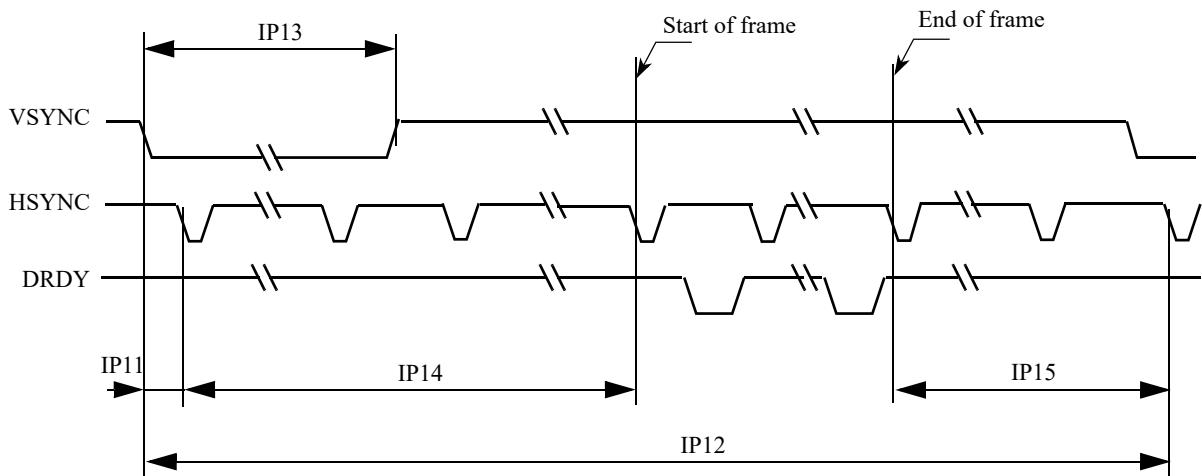 IP13
Start of frame
End of frame
VSYNC
HSYNC
DRDY
IP11
IP14
IP15
IP12